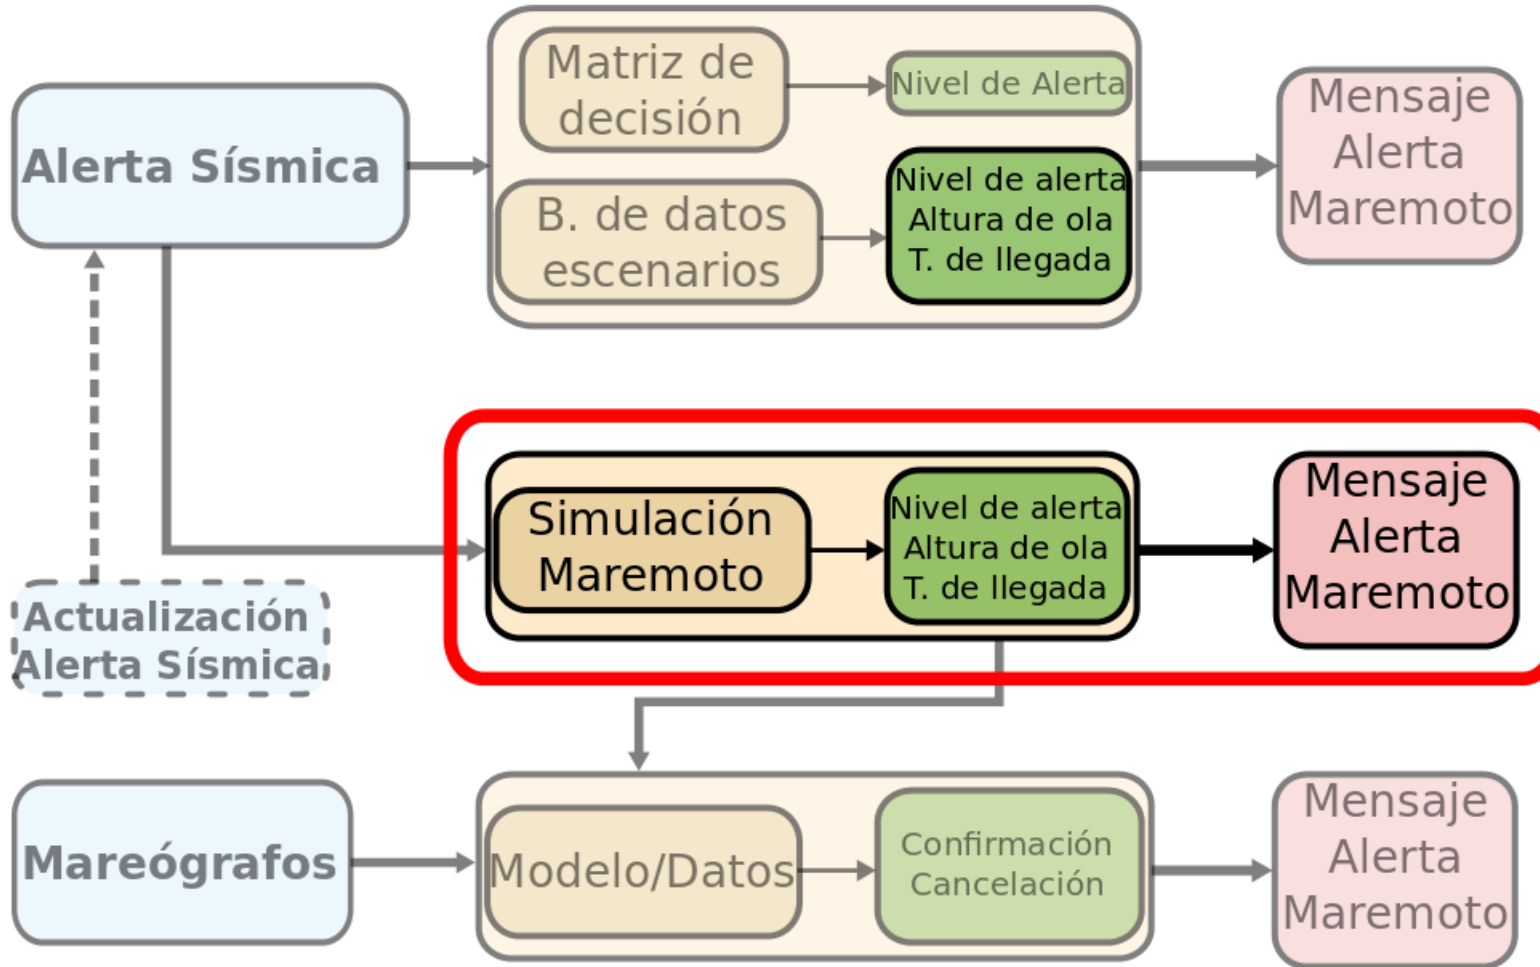 Matriz de
decisión
Nivel de Alerta
Mensaje
Alerta
Maremoto
Alerta Sísmica
B. de datos
escenarios
Nivel de alerta
Altura de ola
T. de llegada
Simulación
Maremoto
Nivel de alerta
Altura de ola
T. de llegada
Mensaje
Alerta
Maremoto
Actualización
Alerta Sísmica
Mareógrafos
Modelo/Datos
Confirmación
Cancelación
Mensaje
Alerta
Maremoto